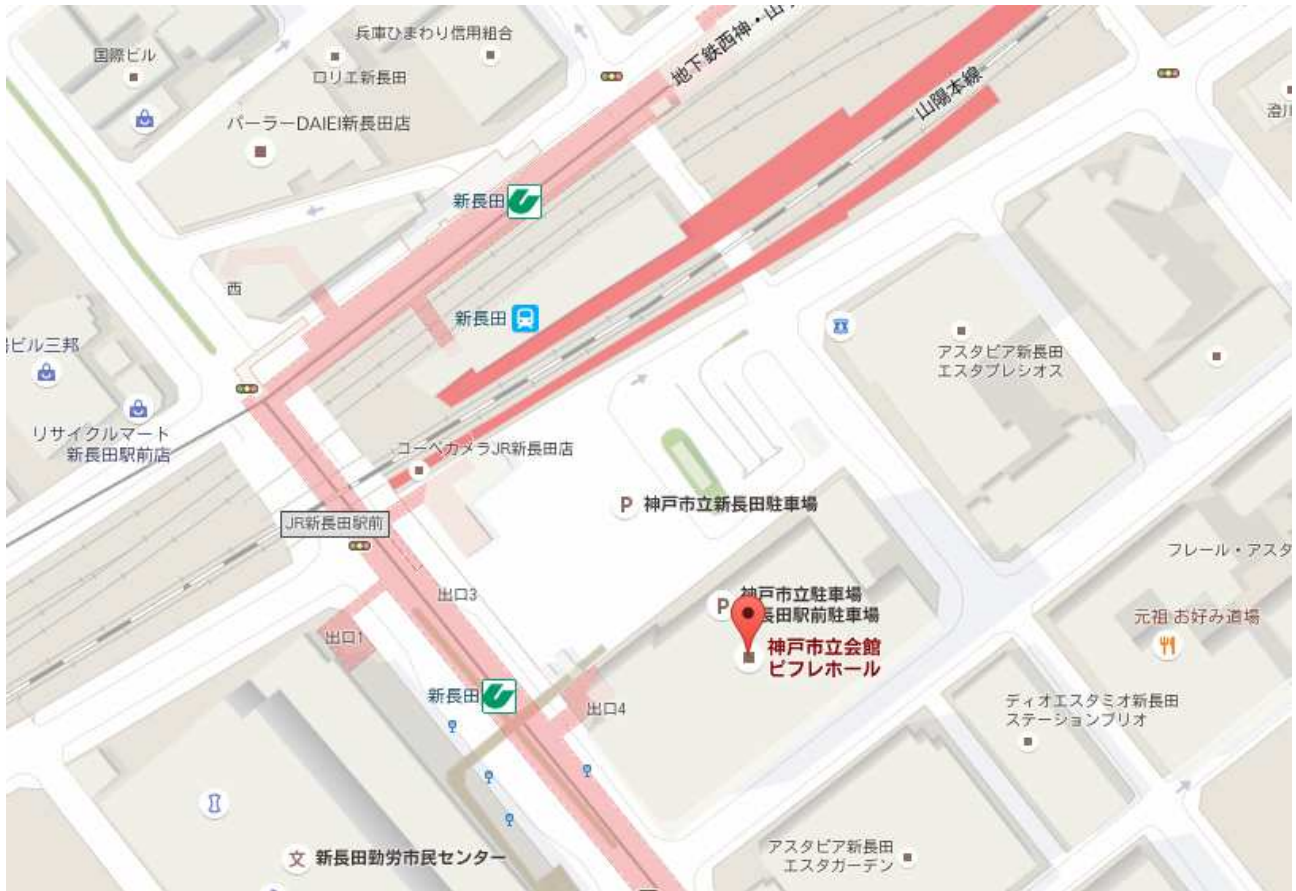 国際ビル
兵庫ひまわり信用組合
ロリエ新長田
地下鉄西神・山手
山陽本線
パーラーDAIEI新長田店
澄川
新長田
西
新長田
ビル三邦
リサイクルマート
新長田駅前店
アスタピア新長田
エスタプレシオス
コーベカメラJR新長田店
P 神戸市立新長田駐車場
JR新長田駅前
フレール・アスタ
出口3
P 神戸市立駐車場
長田駅前駐車場
元祖 お好み道場
出口1
神戸市立会館
ピフレホール
新長田
出口4
ディオエスタミオ新長田
ステーションブリオ
文 新長田勤労市民センター
アスタピア新長田
エスタガーデン